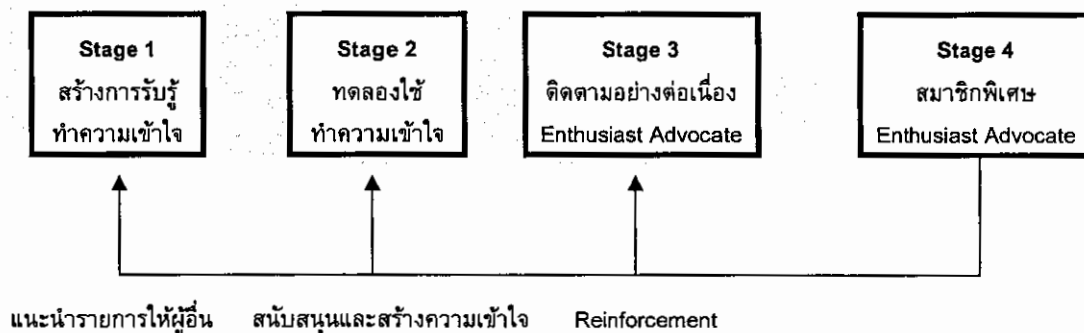 Stage 1
สร้างการรับรู้
ทำความเข้าใจ
Stage 2
ทดลองใช้
ทำความเข้าใจ
Stage 3
ติดตามอย่างต่อเนื่อง
Enthusiast Advocate
Stage 4
สมาชิกพิเศษ
Enthusiast Advocate
แนะนำรายการให้ผู้อื่น
สนับสนุนและสร้างความเข้าใจ
Reinforcement